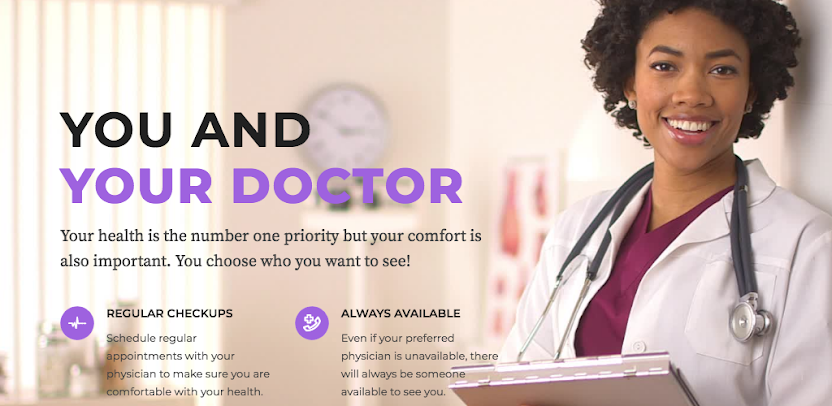 YOU AND
YOUR DOCTOR
Your health is the number one priority but your comfort is
also important. You choose who you want to see!
REGULAR CHECKUPS
Schedule regular
appointments with your
physician to make sure you are
comfortable with your health.
ALWAYS AVAILABLE
Even if your preferred
physician is unavailable, there
will always be someone
available to see you.